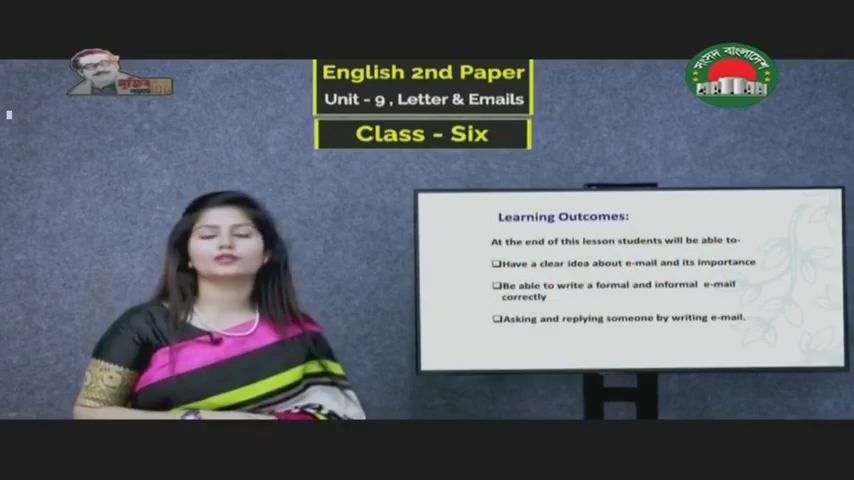 English 2nd Paper
Unit - 9 , Letter & Emails
Class - Six
সংসদ বাংলাদেশ
Learning Outcomes:
At the end of this lesson students will be able to-
❑Have a clear idea about e-mail and its importance
❑Be able to write a formal and informal e-mail
correctly
❑Asking and replying someone by writing e-mail.